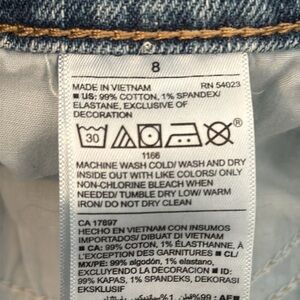 8
MADE IN VIETNAM RN 54023
■ US: 99% COTTON, 1% SPANDEX/
ELASTANE, EXCLUSIVE OF
DECORATION
30
1166
MACHINE WASH COLD/ WASH AND DRY
INSIDE OUT WITH LIKE COLORS/ ONLY
NON-CHLORINE BLEACH WHEN
NEEDED/ TUMBLE DRY LOW/ WARM
IRON/ DO NOT DRY CLEAN
CA 17897
HECHO EN VIETNAM CON INSUMOS
IMPORTADOS/ DIBUAT DI VIETNAM
■ CA: 99% COTON, 1% ÉLASTHANNE, À
L'EXCEPTION DES GARNITURES ■ CL/
MX/PE: 99% algodón, 1% elastano,
EXCLUYENDO LA DECORACION ■ ID:
99% KAPAS, 1% SPANDEKS, DEKORASI
EKSKLUSIF